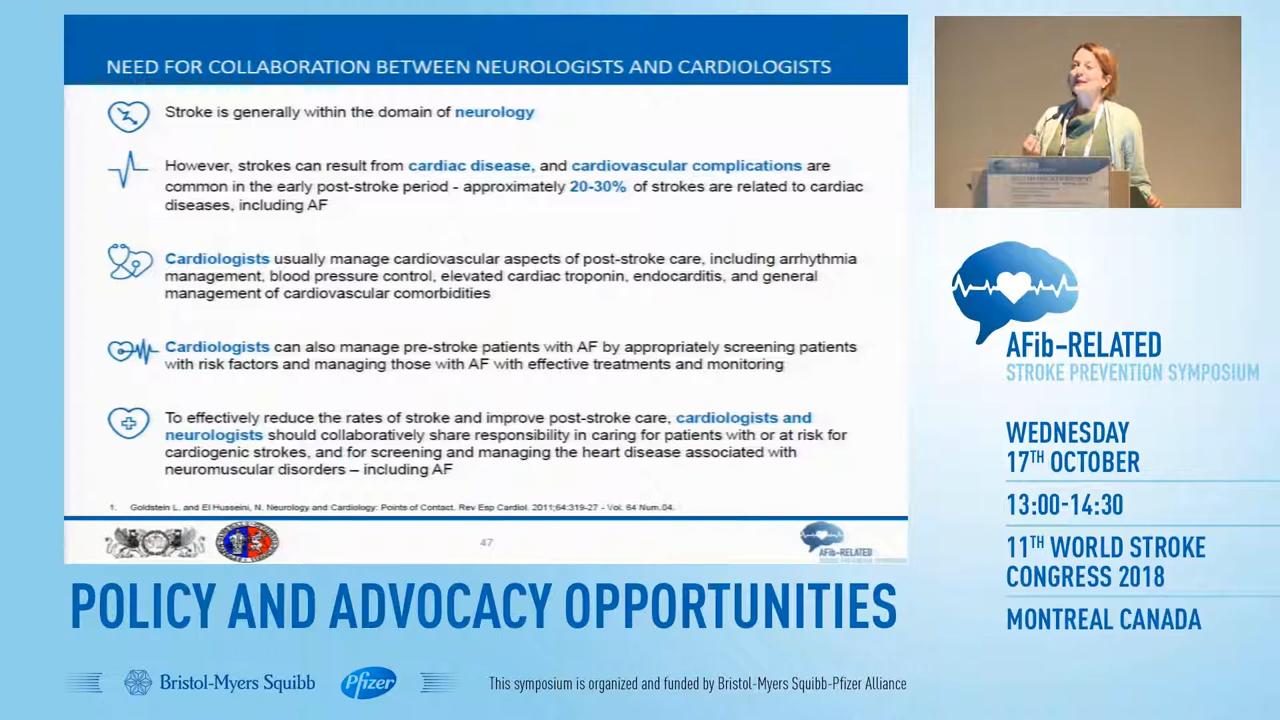 NEED FOR COLLABORATION BETWEEN NEUROLOGISTS AND CARDIOLOGISTS
Stroke is generally within the domain of neurology
However, strokes can result from cardiac disease, and cardiovascular complications are
common in the early post-stroke period - approximately 20-30% of strokes are related to cardiac
diseases, including AF
Cardiologists usually manage cardiovascular aspects of post-stroke care, including arrhythmia
management, blood pressure control, elevated cardiac troponin, endocarditis, and general
management of cardiovascular comorbidities
Cardiologists can also manage pre-stroke patients with AF by appropriately screening patients
with risk factors and managing those with AF with effective treatments and monitoring
To effectively reduce the rates of stroke and improve post-stroke care, cardiologists and
neurologists should collaboratively share responsibility in caring for patients with or at risk for
cardiogenic strokes, and for screening and managing the heart disease associated with
neuromuscular disorders – including AF
1. Goldstein L. and El Husseini, N. Neurology and Cardiology: Points of Contact. Rev Esp Cardiol. 2011;64:319-27 - Vol. 64 Num.04.
47
AFib-RELATED
STROKE PREVENTION SYMPOSIUM
POLICY AND ADVOCACY OPPORTUNITIES
Bristol-Myers Squibb
Pfizer
This symposium is organized and funded by Bristol-Myers Squibb-Pfizer Alliance
AFib-RELATED
STROKE PREVENTION SYMPOSIUM
WEDNESDAY
17TH OCTOBER
13:00-14:30
11TH WORLD STROKE
CONGRESS 2018
MONTREAL CANADA